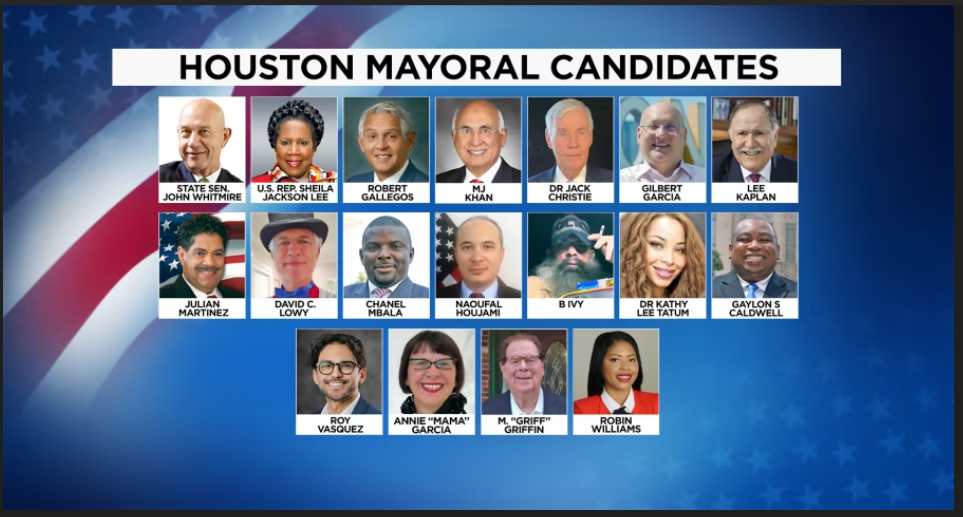 HOUSTON MAYORAL CANDIDATES
STATE SEN.
JOHN WHITMIRE
U.S. REP. SHEILA
JACKSON LEE
ROBERT
GALLEGOS
MJ
KHAN
DR JACK
CHRISTIE
GILBERT
GARCIA
LEE
KAPLAN
JULIAN
MARTINEZ
DAVID C.
LOWY
CHANEL
MBALA
NAOUFAL
HOUJAMI
B IVY
DR KATHY
LEE TATUM
GAYLON S
CALDWELL
ROY
VASQUEZ
ANNIE “MAMA”
GARCIA
M. “GRIFF”
GRIFFIN
ROBIN
WILLIAMS